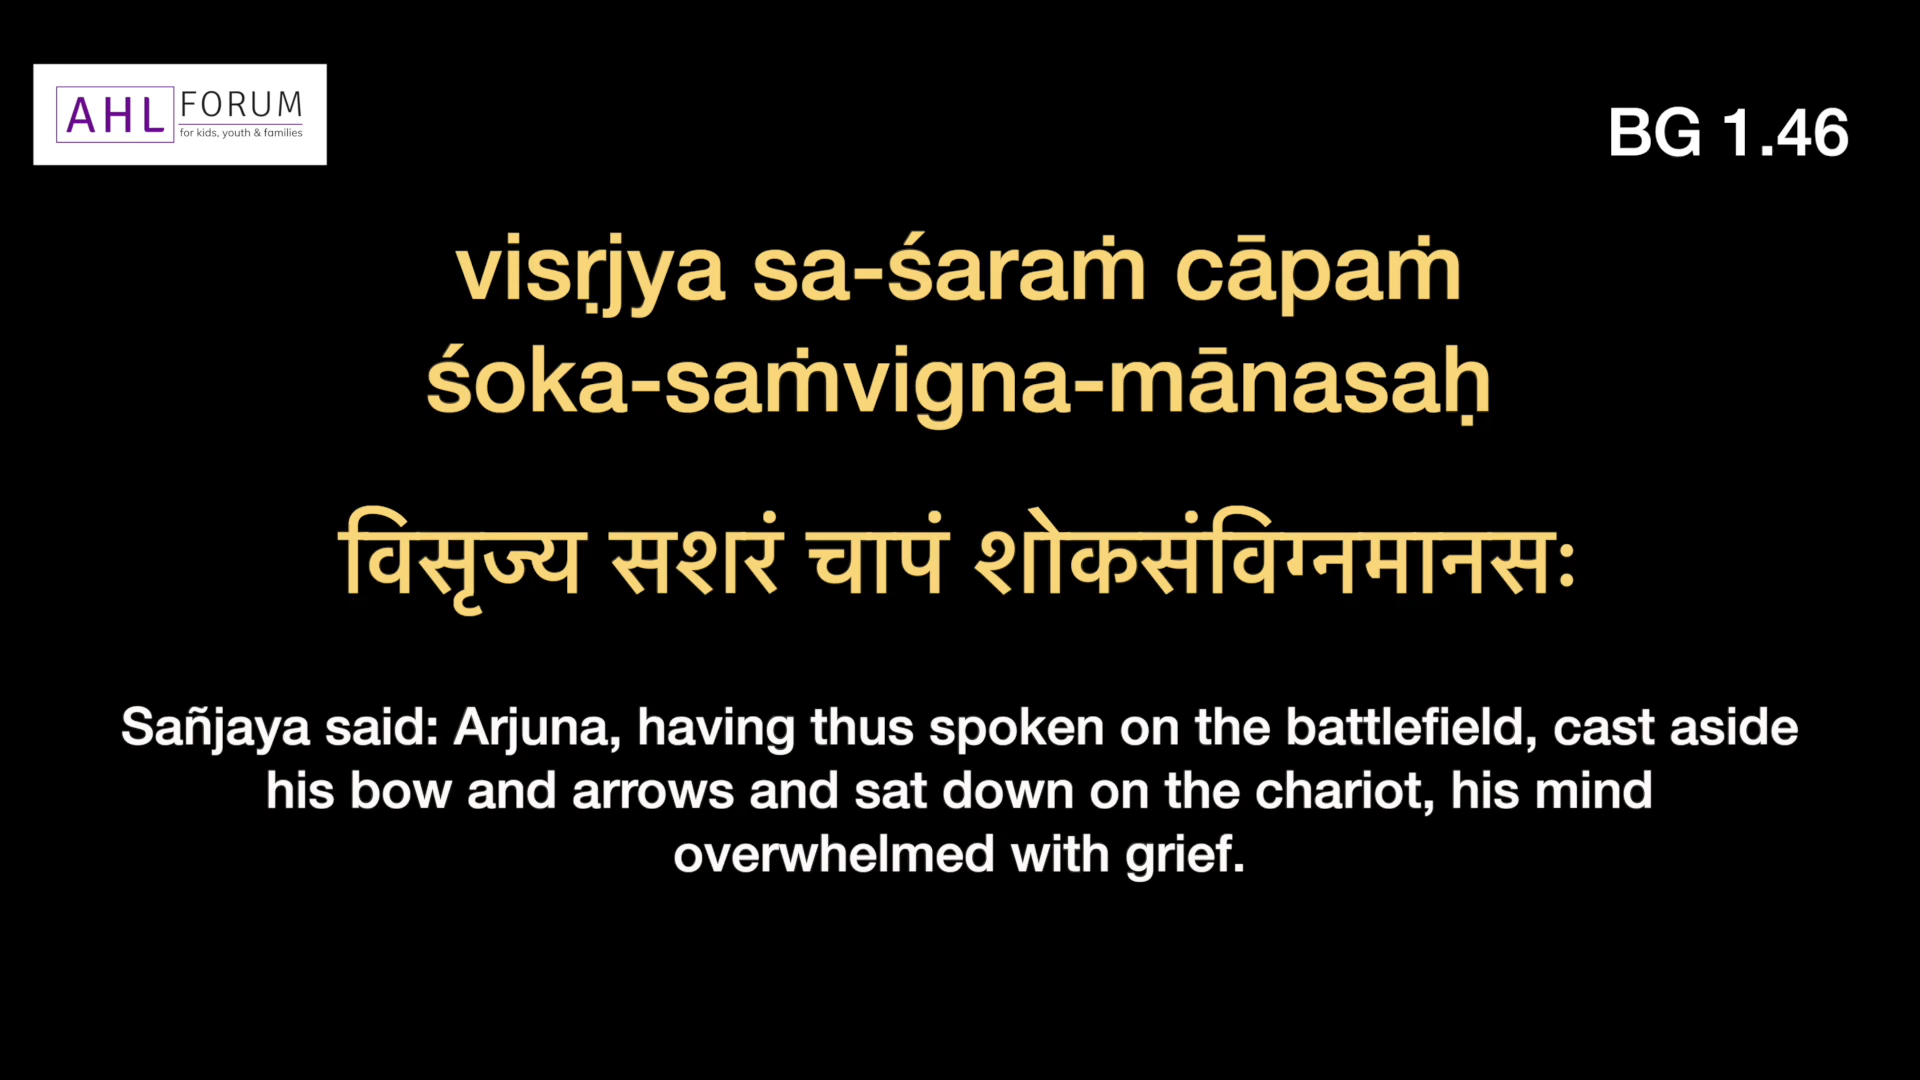 AHL FORUM
for kids, youth & families
BG 1.46
visṛjya sa-śaraṁ cāpaṁ
śoka-saṁvigna-mānasaḥ
विसृज्य सशरं चापं शोकसंविग्नमानसः
Sañjaya said: Arjuna, having thus spoken on the battlefield, cast aside
his bow and arrows and sat down on the chariot, his mind
overwhelmed with grief.